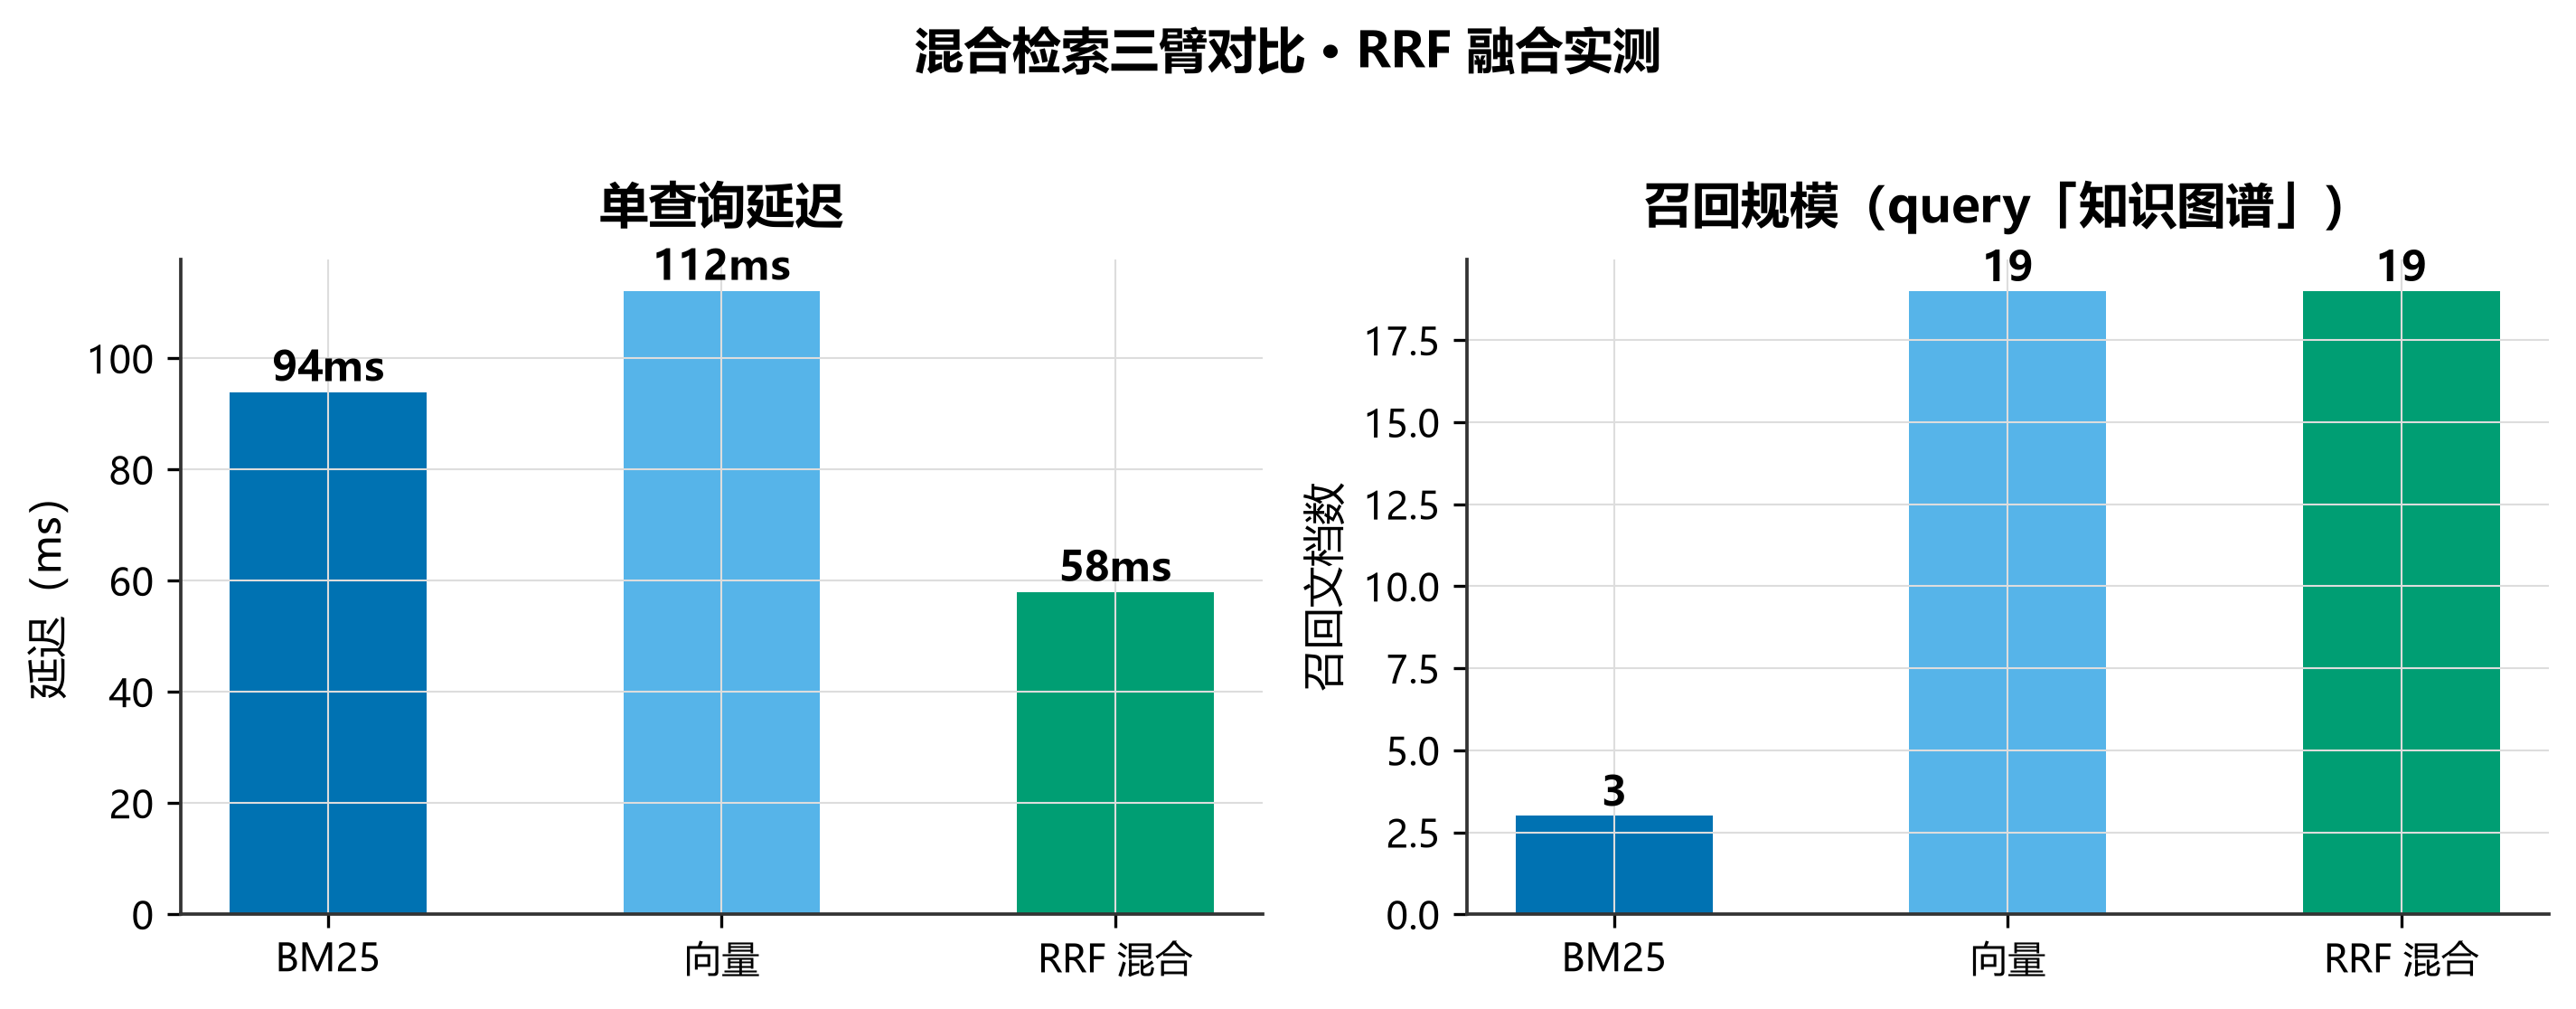 混合检索三臂对比 • RRF 融合实测
单查询延迟
112ms
94ms
58ms
100
80
60
40
20
0
延迟（ms）
BM25
向量
RRF 混合
召回规模（query「知识图谱」）
19
19
3
17.5
15.0
12.5
10.0
7.5
5.0
2.5
0.0
召回文档数
BM25
向量
RRF 混合